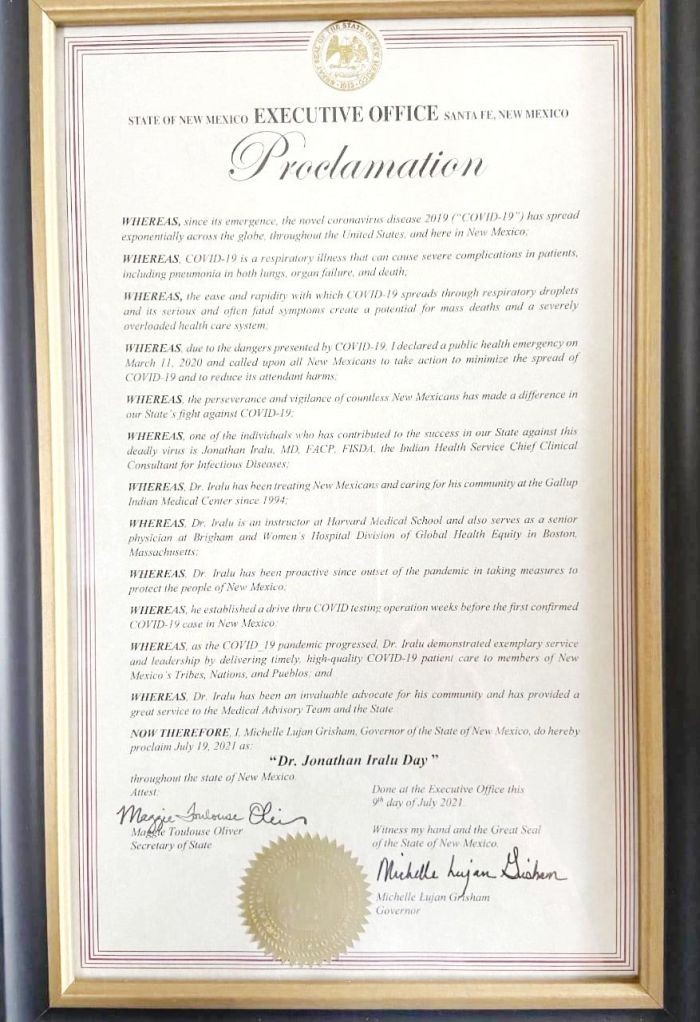 GREAT SEAL OF THE STATE OF NEW MEXICO
STATE OF NEW MEXICO EXECUTIVE OFFICE SANTA FE, NEW MEXICO
Proclamation
WHEREAS, since its emergence, the novel coronavirus disease 2019 ("COVID-19") has spread
exponentially across the globe, throughout the United States, and here in New Mexico;
WHEREAS, COVID-19 is a respiratory illness that can cause severe complications in patients,
including pneumonia in both lungs, organ failure, and death;
WHEREAS, the ease and rapidity with which COVID-19 spreads through respiratory droplets
and its serious and often fatal symptoms create a potential for mass deaths and a severely
overloaded health care system;
WHEREAS, due to the dangers presented by COVID-19, I declared a public health emergency on
March 11, 2020 and called upon all New Mexicans to take action to minimize the spread of
COVID-19 and to reduce its attendant harms;
WHEREAS, the perseverance and vigilance of countless New Mexicans has made a difference in
our State's fight against COVID-19;
WHEREAS, one of the individuals who has contributed to the success in our State against this
deadly virus is Jonathan Iralu, MD, FACP, FISDA, the Indian Health Service Chief Clinical
Consultant for Infectious Diseases;
WHEREAS, Dr. Iralu has been treating New Mexicans and caring for his community at the Gallup
Indian Medical Center since 1994;
WHEREAS, Dr. Iralu is an instructor at Harvard Medical School and also serves as a senior
physician at Brigham and Women's Hospital Division of Global Health Equity in Boston,
Massachusetts;
WHEREAS, Dr. Iralu has been proactive since outset of the pandemic in taking measures to
protect the people of New Mexico;
WHEREAS, he established a drive thru COVID testing operation weeks before the first confirmed
COVID-19 case in New Mexico;
WHEREAS, as the COVID_19 pandemic progressed, Dr. Iralu demonstrated exemplary service
and leadership by delivering timely, high-quality COVID-19 patient care to members of New
Mexico's Tribes, Nations, and Pueblos; and
WHEREAS, Dr. Iralu has been an invaluable advocate for his community and has provided a
great service to the Medical Advisory Team and the State
NOW THEREFORE, I, Michelle Lujan Grisham, Governor of the State of New Mexico, do hereby
proclaim July 19, 2021 as:
"Dr. Jonathan Iralu Day"
throughout the state of New Mexico.
Attest:
Maggie Toulouse Oliver
Maggie Toulouse Oliver
Secretary of State
Done at the Executive Office this
9th day of July 2021.
Witness my hand and the Great Seal
of the State of New Mexico.
Michelle Lujan Grisham
Michelle Lujan Grisham
Governor